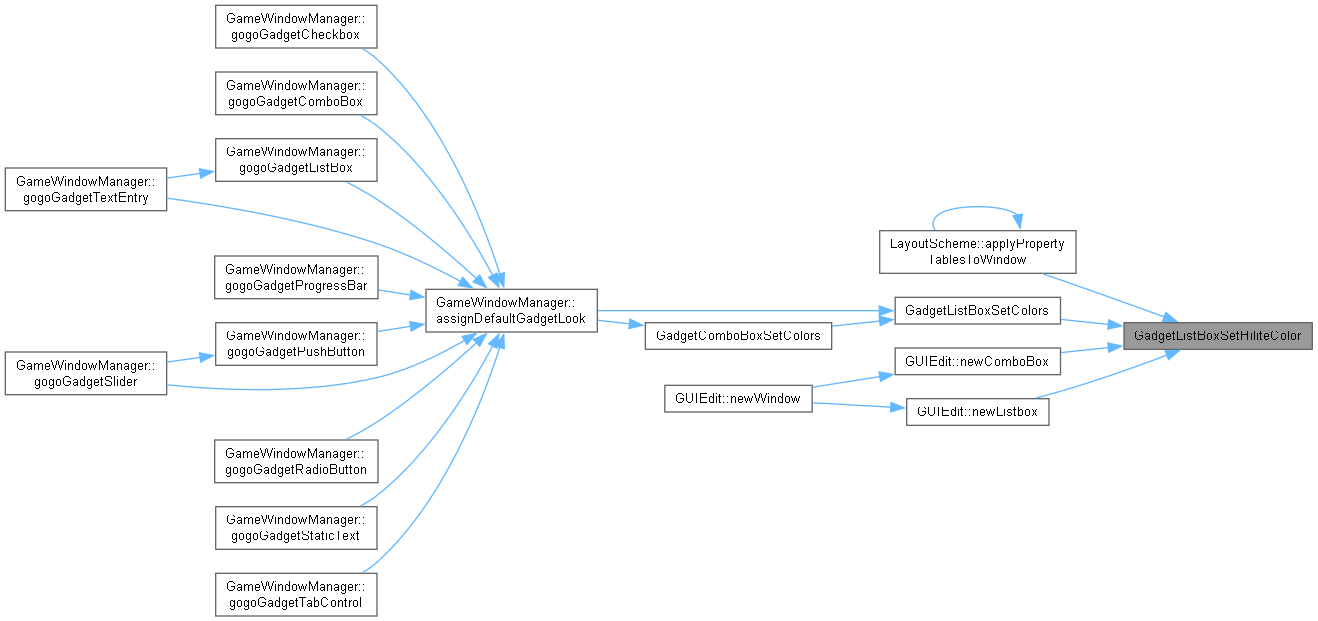 GameWindowManager::
gogoGadgetCheckbox
GameWindowManager::
gogoGadgetComboBox
GameWindowManager::
gogoGadgetListBox
GameWindowManager::
gogoGadgetTextEntry
GameWindowManager::
gogoGadgetProgressBar
GameWindowManager::
gogoGadgetPushButton
GameWindowManager::
gogoGadgetSlider
GameWindowManager::
gogoGadgetRadioButton
GameWindowManager::
gogoGadgetStaticText
GameWindowManager::
gogoGadgetTabControl
GameWindowManager::
assignDefaultGadgetLook
GadgetComboBoxSetColors
GUIEdit::newWindow
LayoutScheme::applyProperty
TablesToWindow
GadgetListBoxSetColors
GUIEdit::newComboBox
GUIEdit::newListbox
GadgetListBoxSetHiliteColor